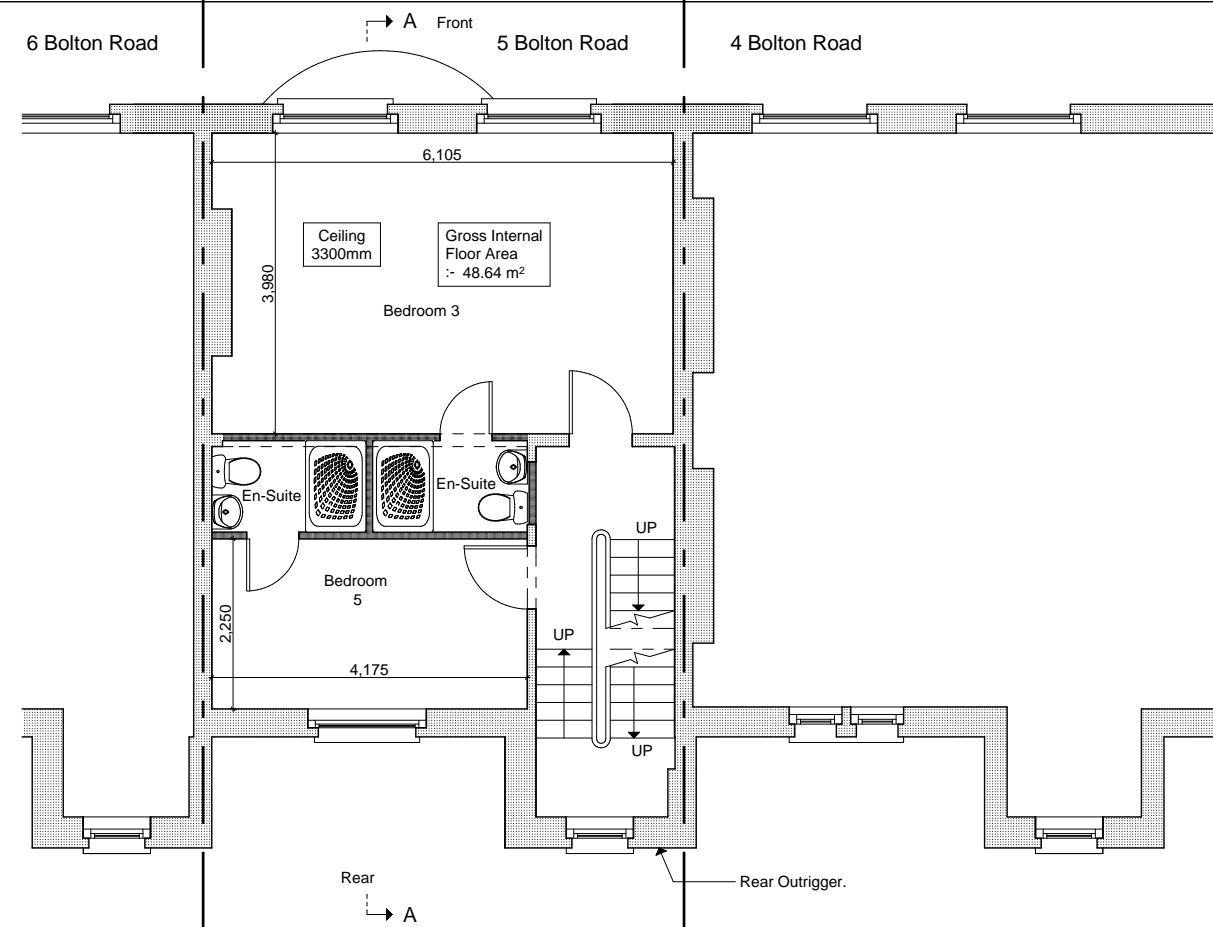 A Front
6 Bolton Road
5 Bolton Road
4 Bolton Road
6,105
Ceiling
3300mm
Gross Internal
Floor Area
:- 48.64 m²
3,980
Bedroom 3
En-Suite
En-Suite
UP
Bedroom
5
2,250
UP
4,175
UP
Rear
Rear Outrigger.
A